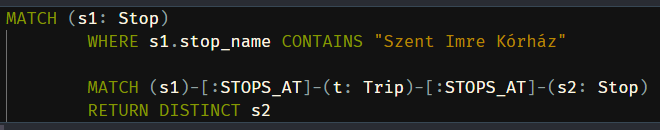 MATCH (s1: Stop)
WHERE s1.stop_name CONTAINS "Szent Imre Kórház"
MATCH (s1)-[:STOPS_AT]-(t: Trip)-[:STOPS_AT]-(s2: Stop)
RETURN DISTINCT s2